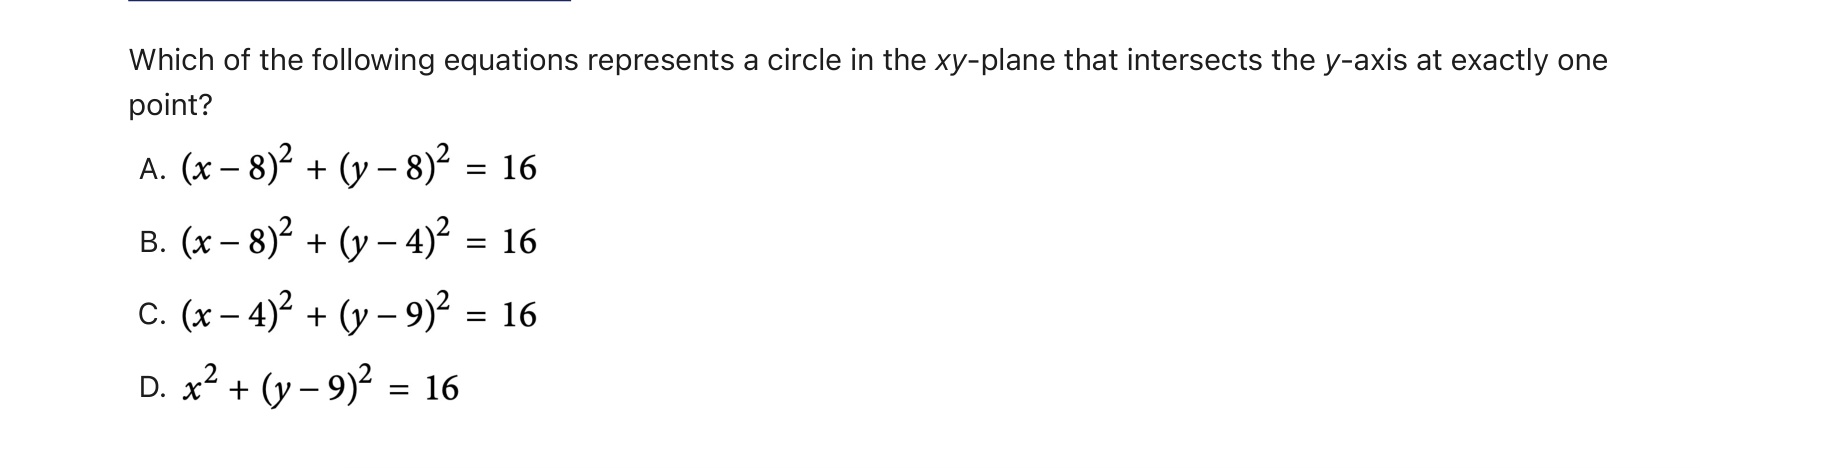 Which of the following equations represents a circle in the xy-plane that intersects the y-axis at exactly one
point?
A. (x – 8)² + (y – 8)² = 16
B. (x – 8)² + (y – 4)² = 16
C. (x – 4)² + (y – 9)² = 16
D. x² + (y – 9)² = 16